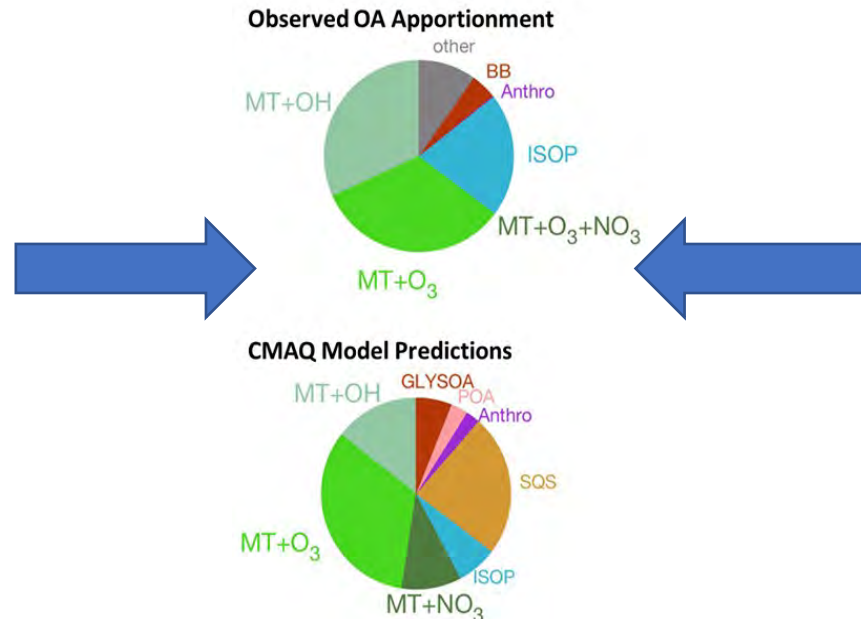 Observed OA Apportionment
other
BB
Anthro
MT+OH
ISOP
MT+O₃+NO₃
MT+O₃
CMAQ Model Predictions
GLYSOA
MT+OH
POA
Anthro
SQS
MT+O₃
ISOP
MT+NO₃